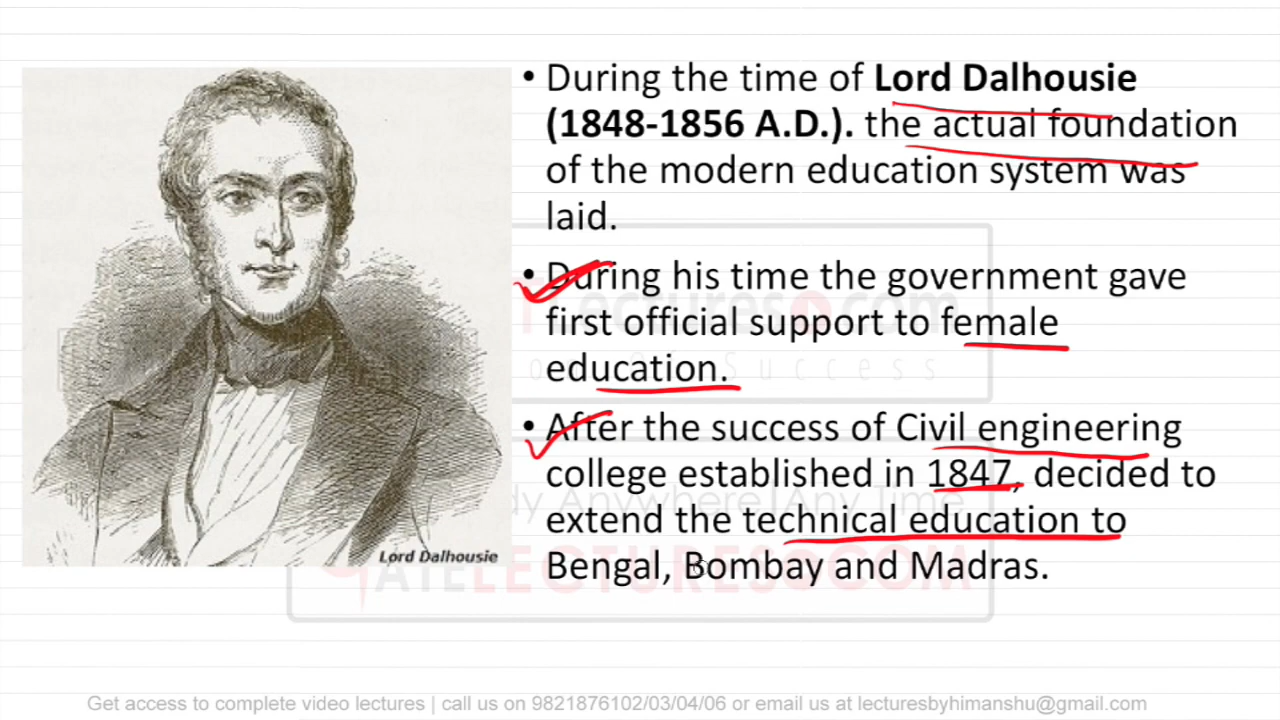 • During the time of Lord Dalhousie
(1848-1856 A.D.). the actual foundation
of the modern education system was
laid.
• During his time the government gave
first official support to female
education.
• After the success of Civil engineering
college established in 1847, decided to
extend the technical education to
Bengal, Bombay and Madras.
Lord Dalhousie
Get access to complete video lectures | call us on 9821876102/03/04/06 or email us at lecturesbyhimanshu@gmail.com